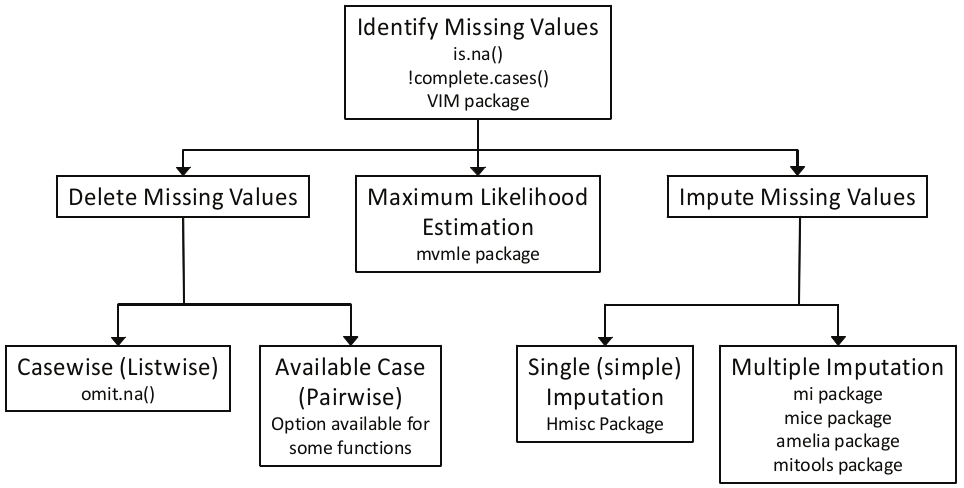 Identify Missing Values
is.na()
!complete.cases()
VIM package
Delete Missing Values
Maximum Likelihood
Estimation
mvmle package
Impute Missing Values
Casewise (Listwise)
omit.na()
Available Case
(Pairwise)
Option available for
some functions
Single (simple)
Imputation
Hmisc Package
Multiple Imputation
mi package
mice package
amelia package
mitools package